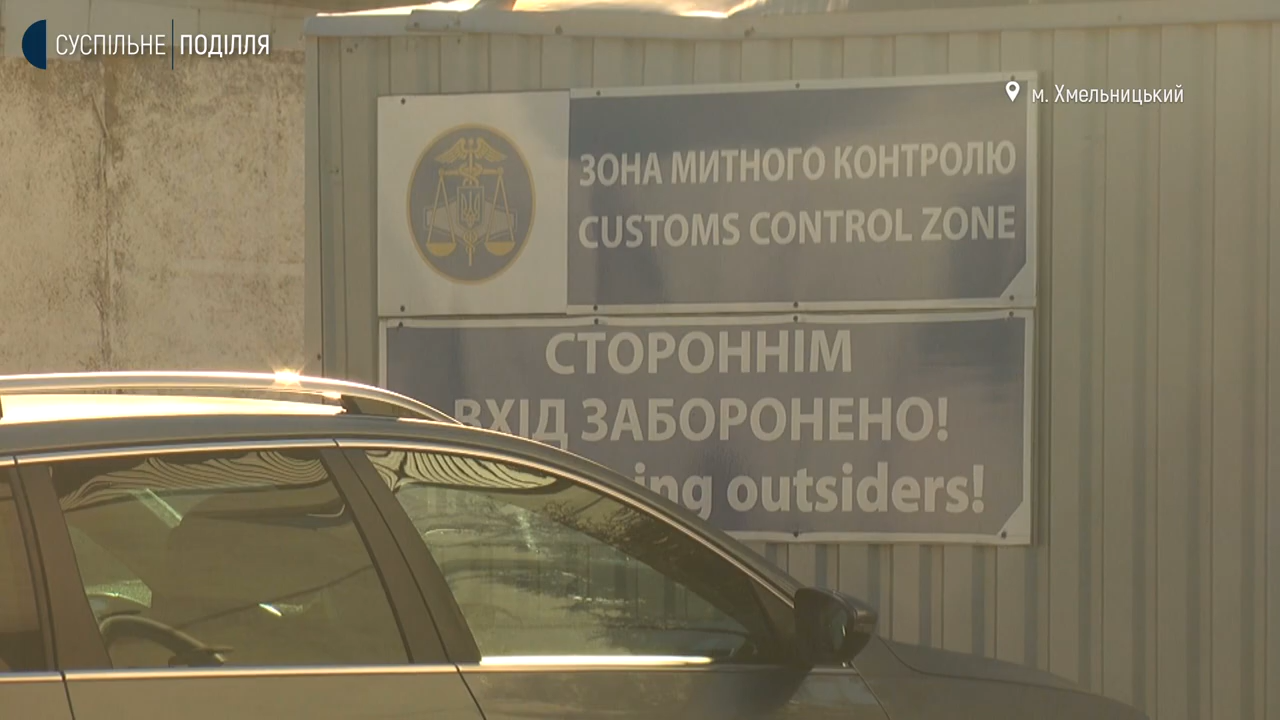 СУСПІЛЬНЕ ПОДІЛЛЯ
м. Хмельницький
ЗОНА МИТНОГО КОНТРОЛЮ
CUSTOMS CONTROL ZONE
СТОРОННІМ
ВХІД ЗАБОРОНЕНО!
outsiders!